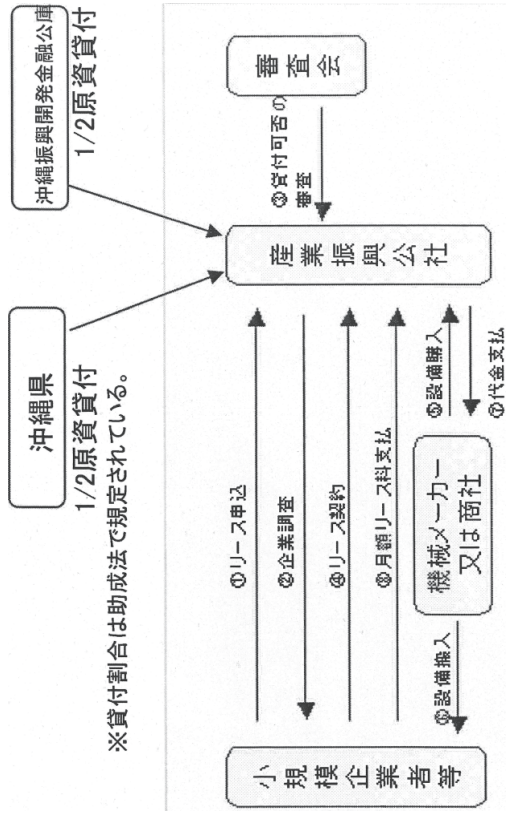 沖縄県
1/2原資貸付
※貸付割合は助成法で規定されている。
沖縄振興開発金融公庫
1/2原資貸付
小規模企業者等
①リース申込
②企業調査
④リース契約
⑧月額リース料支払
⑥設備搬入
機械メーカー
又は商社
⑤設備購入
⑦代金支払
産業振興公社
③貸付可否の
審査
審査会